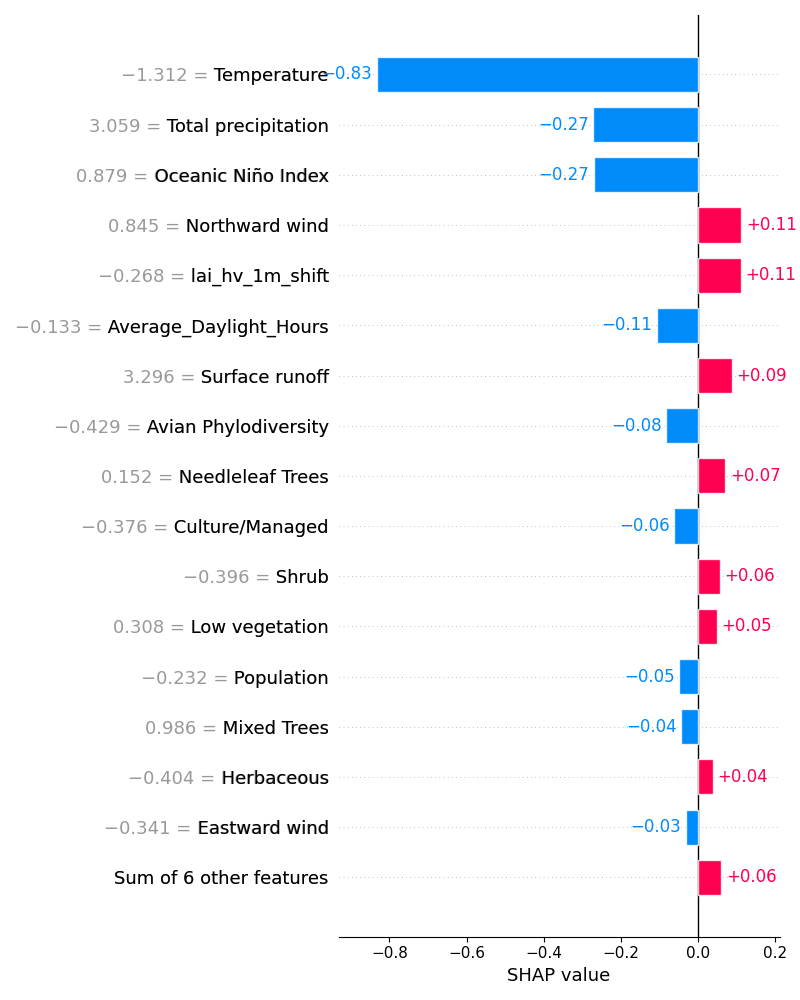 −1.312 = Temperature −0.83
3.059 = Total precipitation −0.27
0.879 = Oceanic Niño Index −0.27
0.845 = Northward wind +0.11
−0.268 = lai_hv_1m_shift +0.11
−0.133 = Average_Daylight_Hours −0.11
3.296 = Surface runoff +0.09
−0.429 = Avian Phylodiversity −0.08
0.152 = Needleleaf Trees +0.07
−0.376 = Culture/Managed −0.06
−0.396 = Shrub +0.06
0.308 = Low vegetation +0.05
−0.232 = Population −0.05
0.986 = Mixed Trees −0.04
−0.404 = Herbaceous +0.04
−0.341 = Eastward wind −0.03
Sum of 6 other features +0.06
−0.8 −0.6 −0.4 −0.2 0.0 0.2
SHAP value